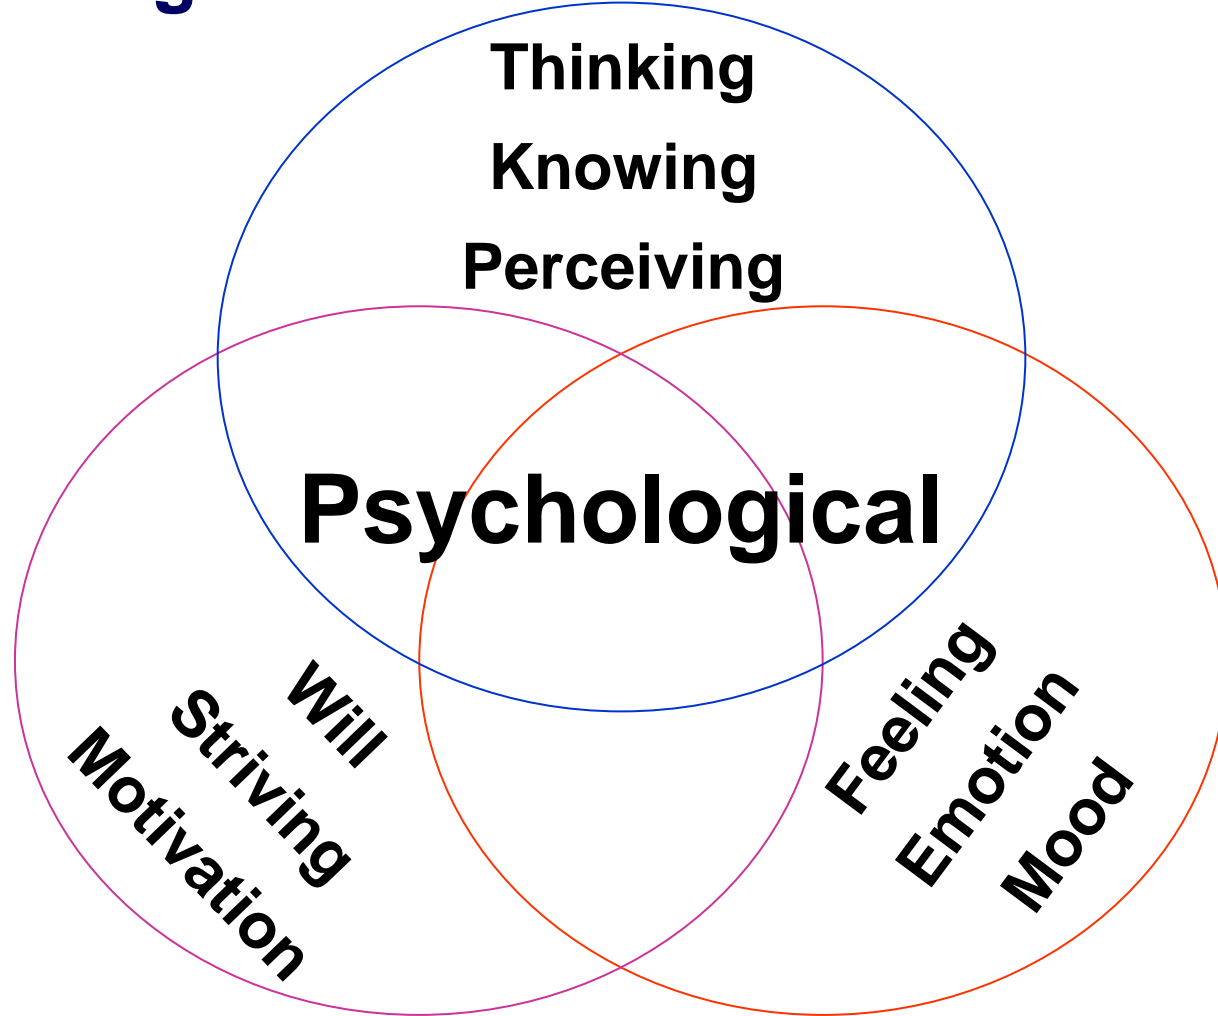 Thinking
Knowing
Perceiving
Psychological
Will
Striving
Motivation
Feeling
Emotion
Mood